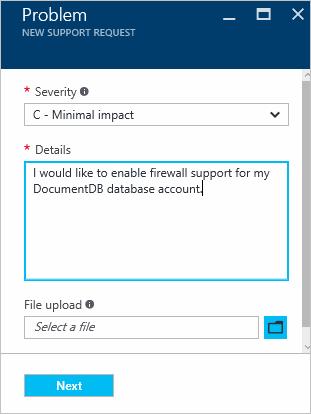 Problem
NEW SUPPORT REQUEST
* Severity
C - Minimal impact
* Details
I would like to enable firewall support for my
DocumentDB database account.
File upload
Select a file
Next